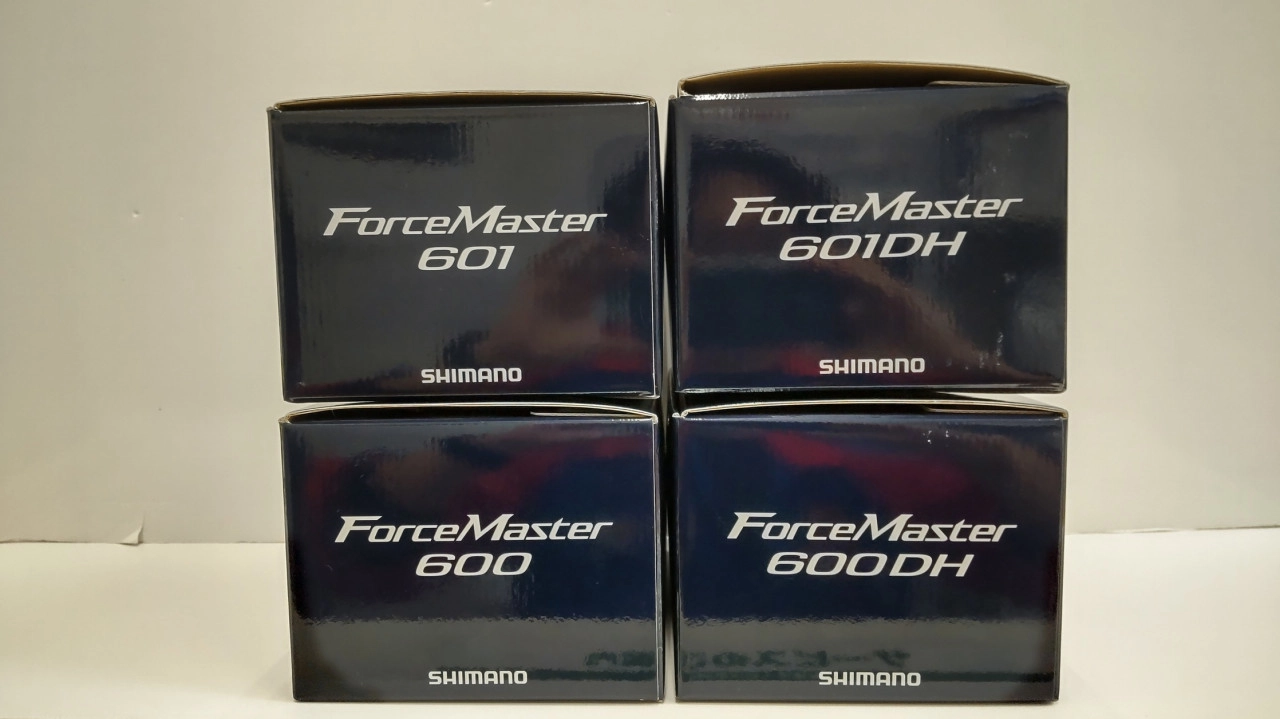 ForceMaster
601
SHIMANO
ForceMaster
601DH
SHIMANO
ForceMaster
600
SHIMANO
ForceMaster
600DH
SHIMANO